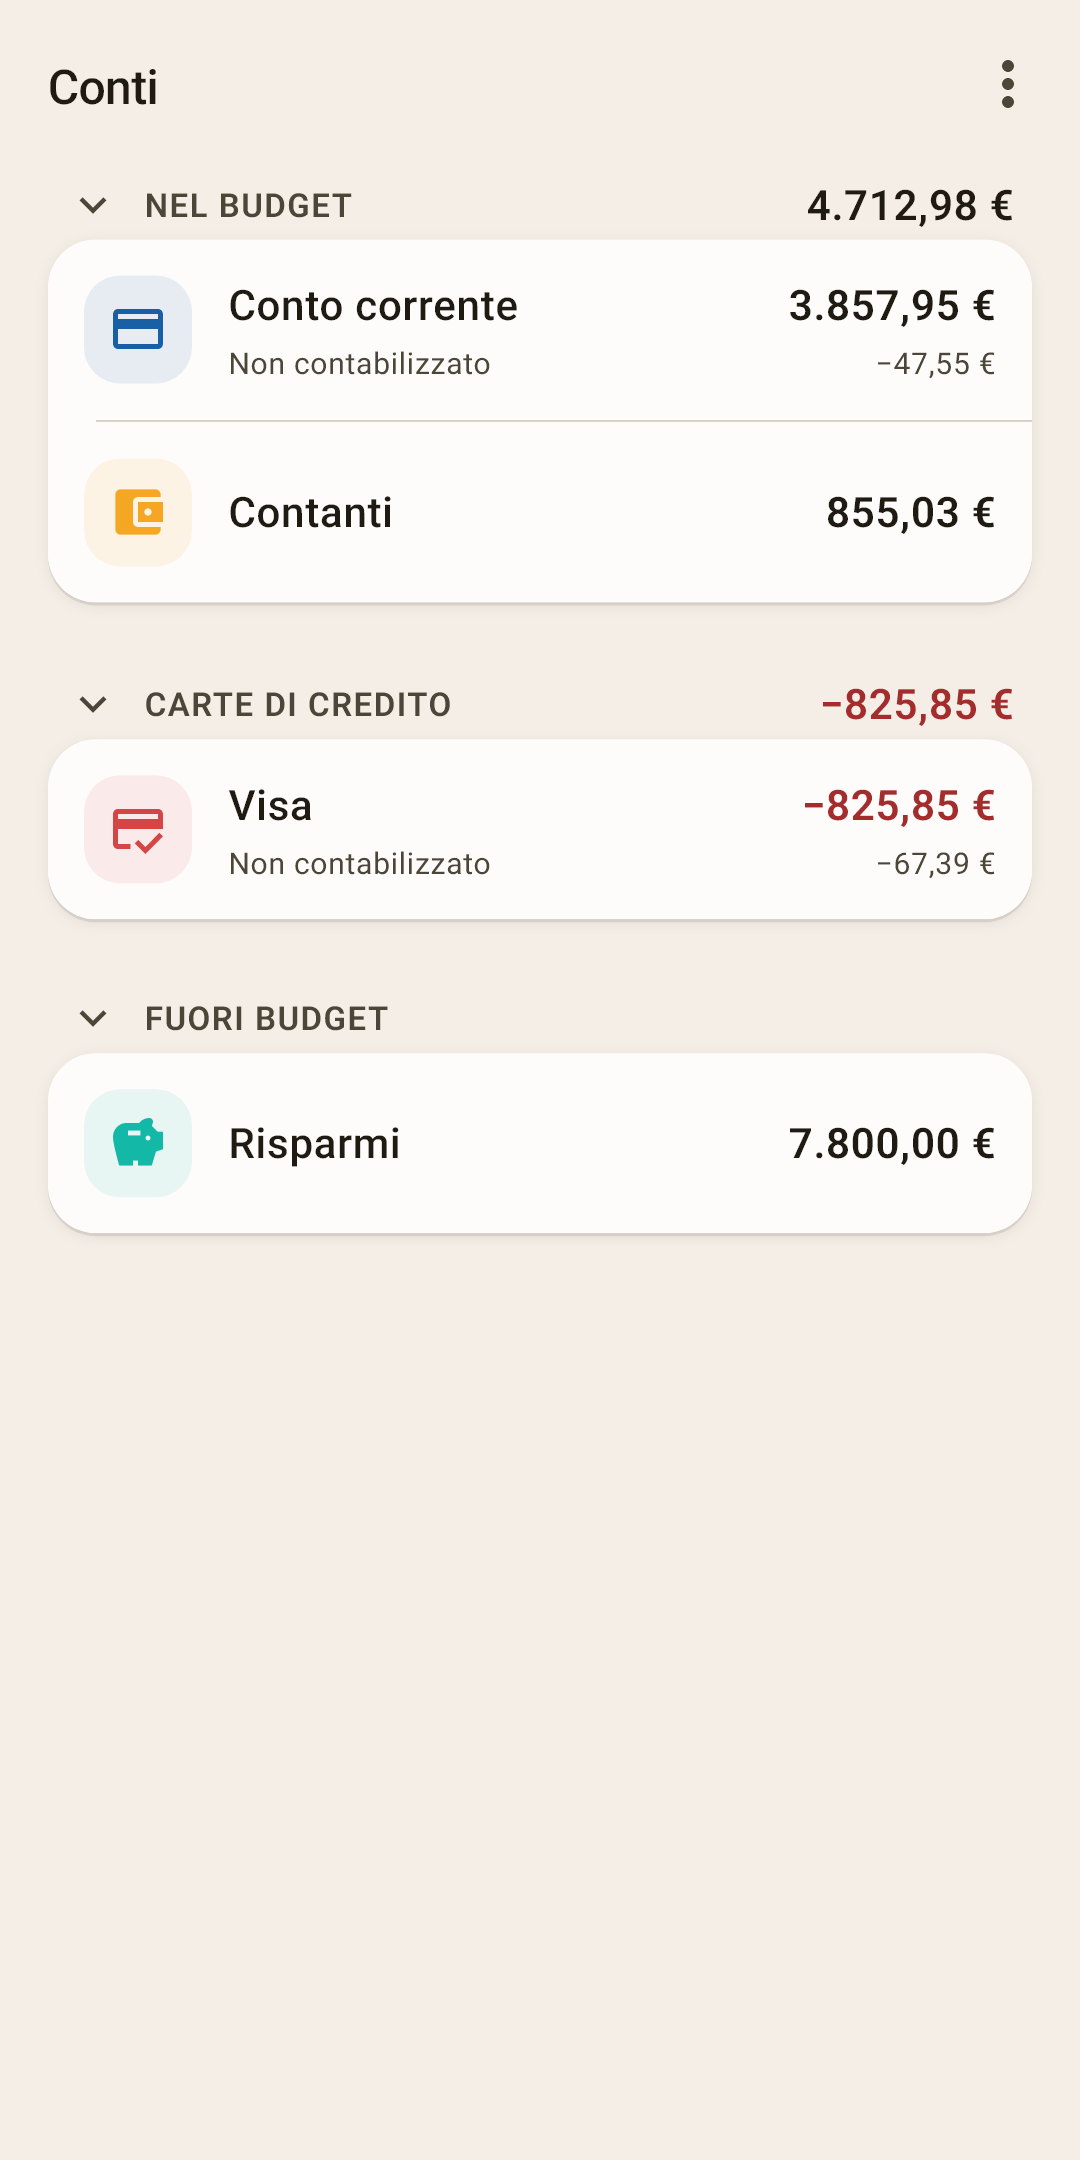 Conti
NEL BUDGET 4.712,98 €
Conto corrente 3.857,95 €
Non contabilizzato −47,55 €
Contanti 855,03 €
CARTE DI CREDITO −825,85 €
Visa −825,85 €
Non contabilizzato −67,39 €
FUORI BUDGET
Risparmi 7.800,00 €